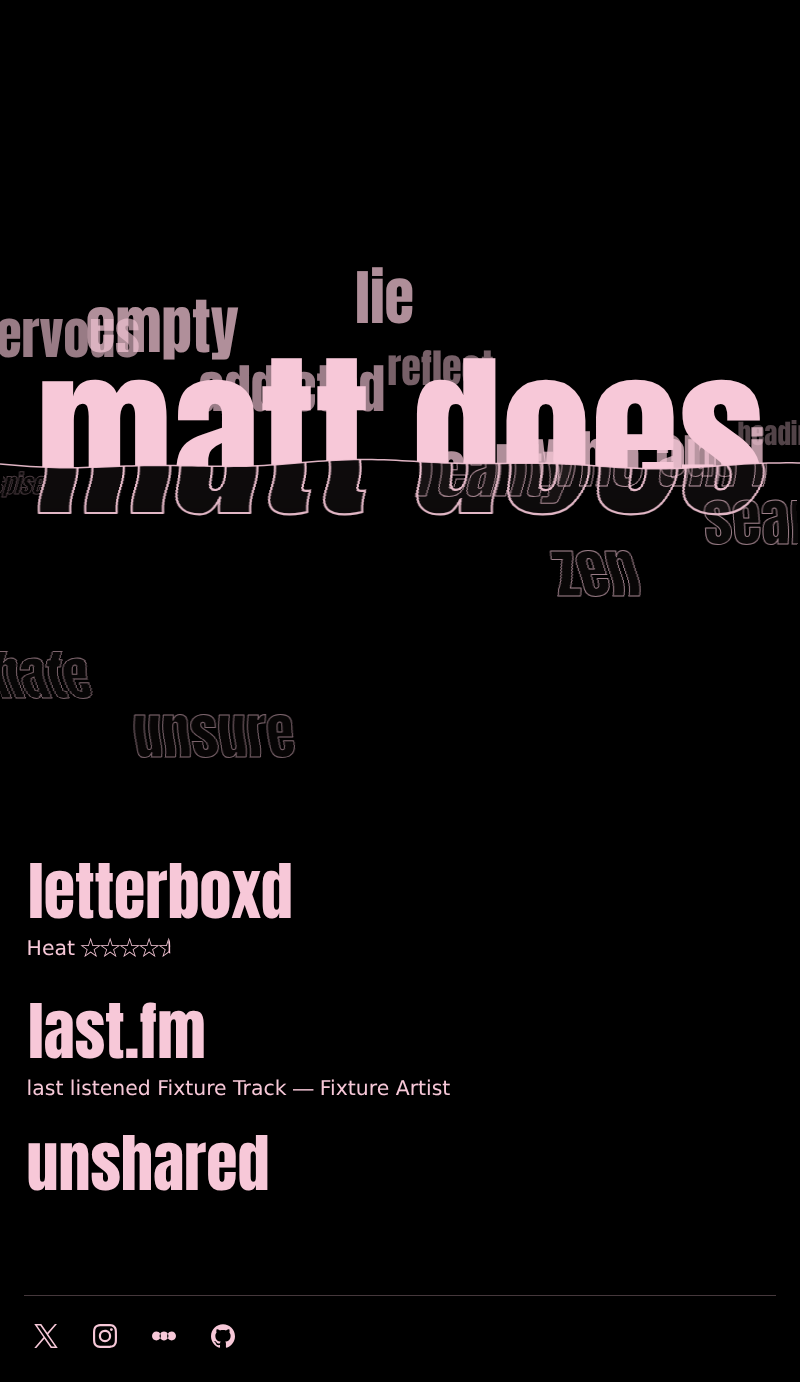 lie
empty
reflect
addicted
matt does
zen
hate
unsure
letterboxd
Heat ☆☆☆☆⯪
last.fm
last listened Fixture Track — Fixture Artist
unshared